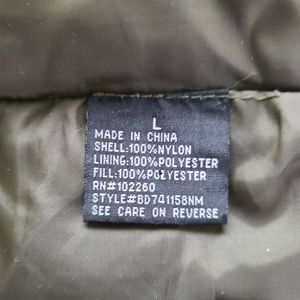 L
MADE IN CHINA
SHELL:100%NYLON
LINING:100%POLYESTER
FILL:100%POLYESTER
RN#102260
STYLE#BD741158NM
SEE CARE ON REVERSE